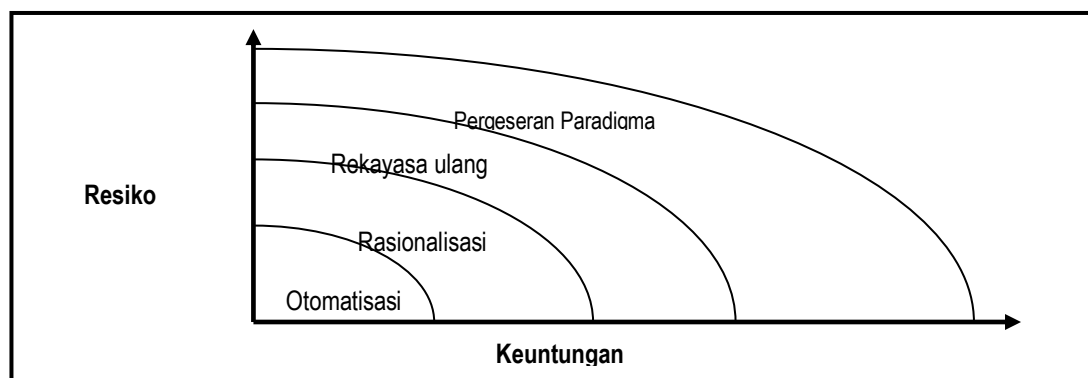 Pergeseran Paradigma
Rekayasa ulang
Resiko
Rasionalisasi
Otomatisasi
Keuntungan